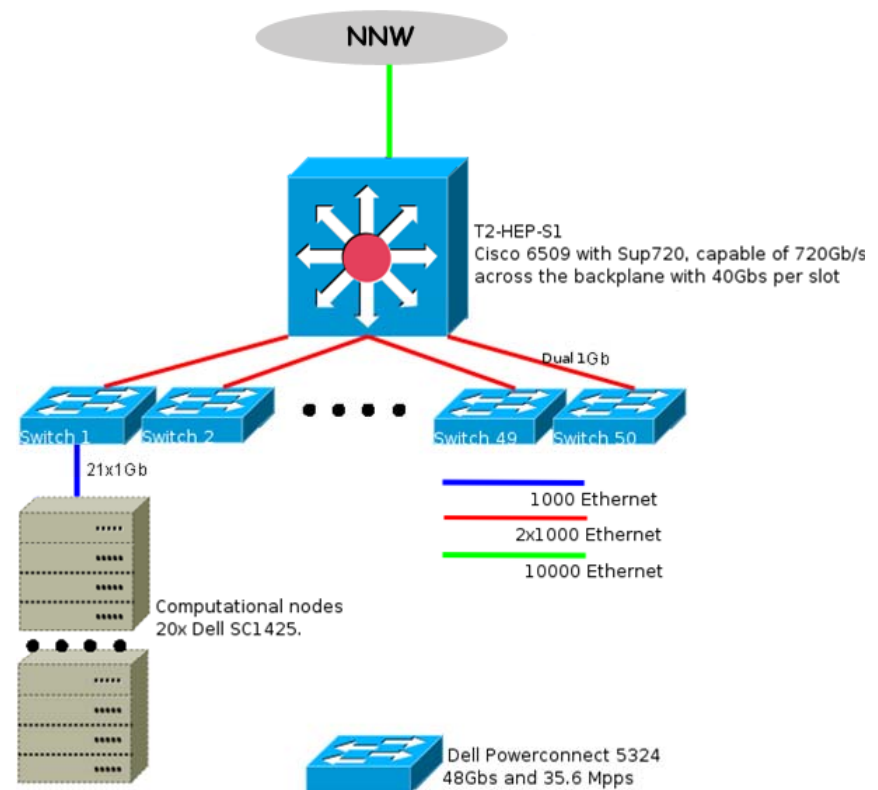 NNW
T2-HEP-S1
Cisco 6509 with Sup720, capable of 720Gb/s
across the backplane with 40Gbs per slot
Dual 1Gb
Switch 1
Switch 2
Switch 49
Switch 50
21x1Gb
1000 Ethernet
2x1000 Ethernet
10000 Ethernet
Computational nodes
20x Dell SC1425.
Dell Powerconnect 5324
48Gbs and 35.6 Mpps